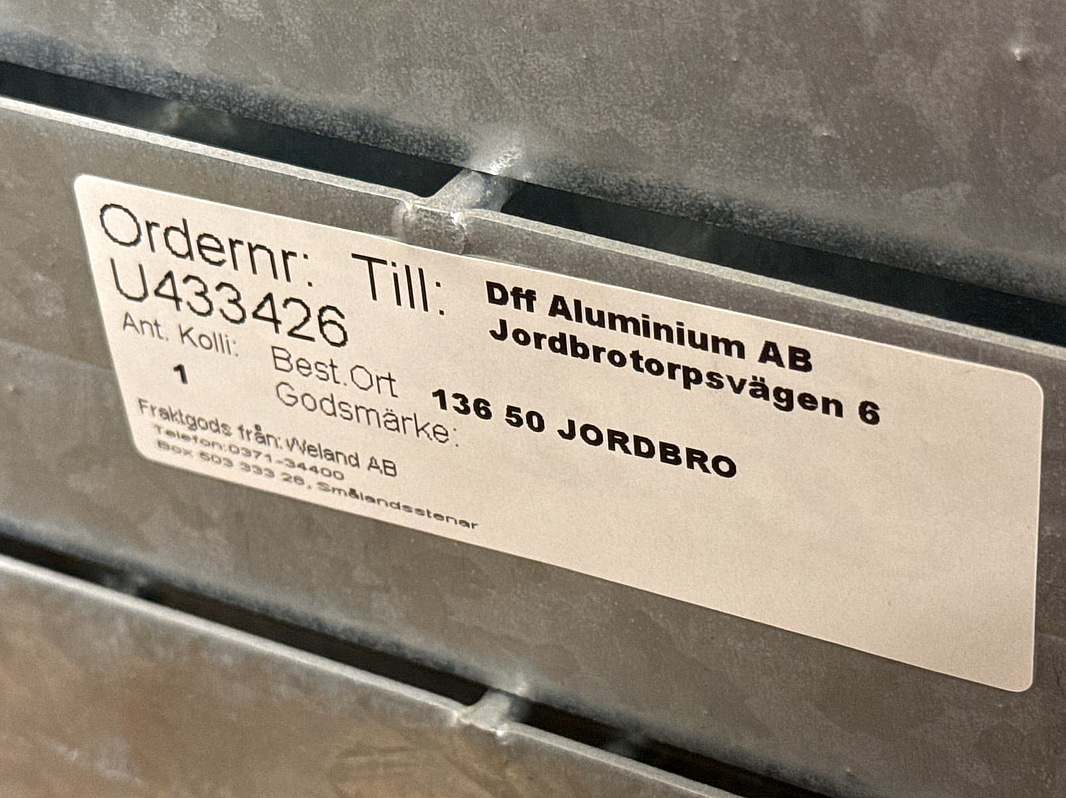 Ordernr: Till: Dff Aluminium AB
U433426 Jordbrotorpsvägen 6
Ant. Kolli: Best.Ort 136 50 JORDBRO
1 Godsmärke:
Fraktgods från: Weland AB
Telefon:0371-34400
Box 503 333 26, Smålandsstenar